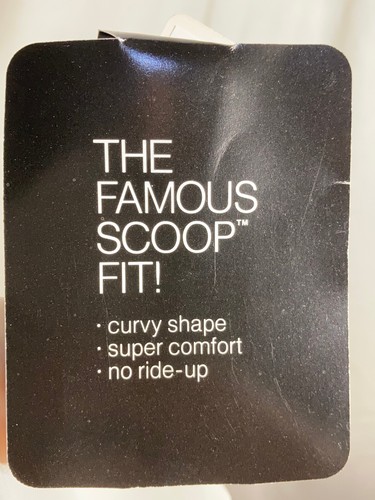 THE
FAMOUS
SCOOP™
FIT!
· curvy shape
· super comfort
· no ride-up